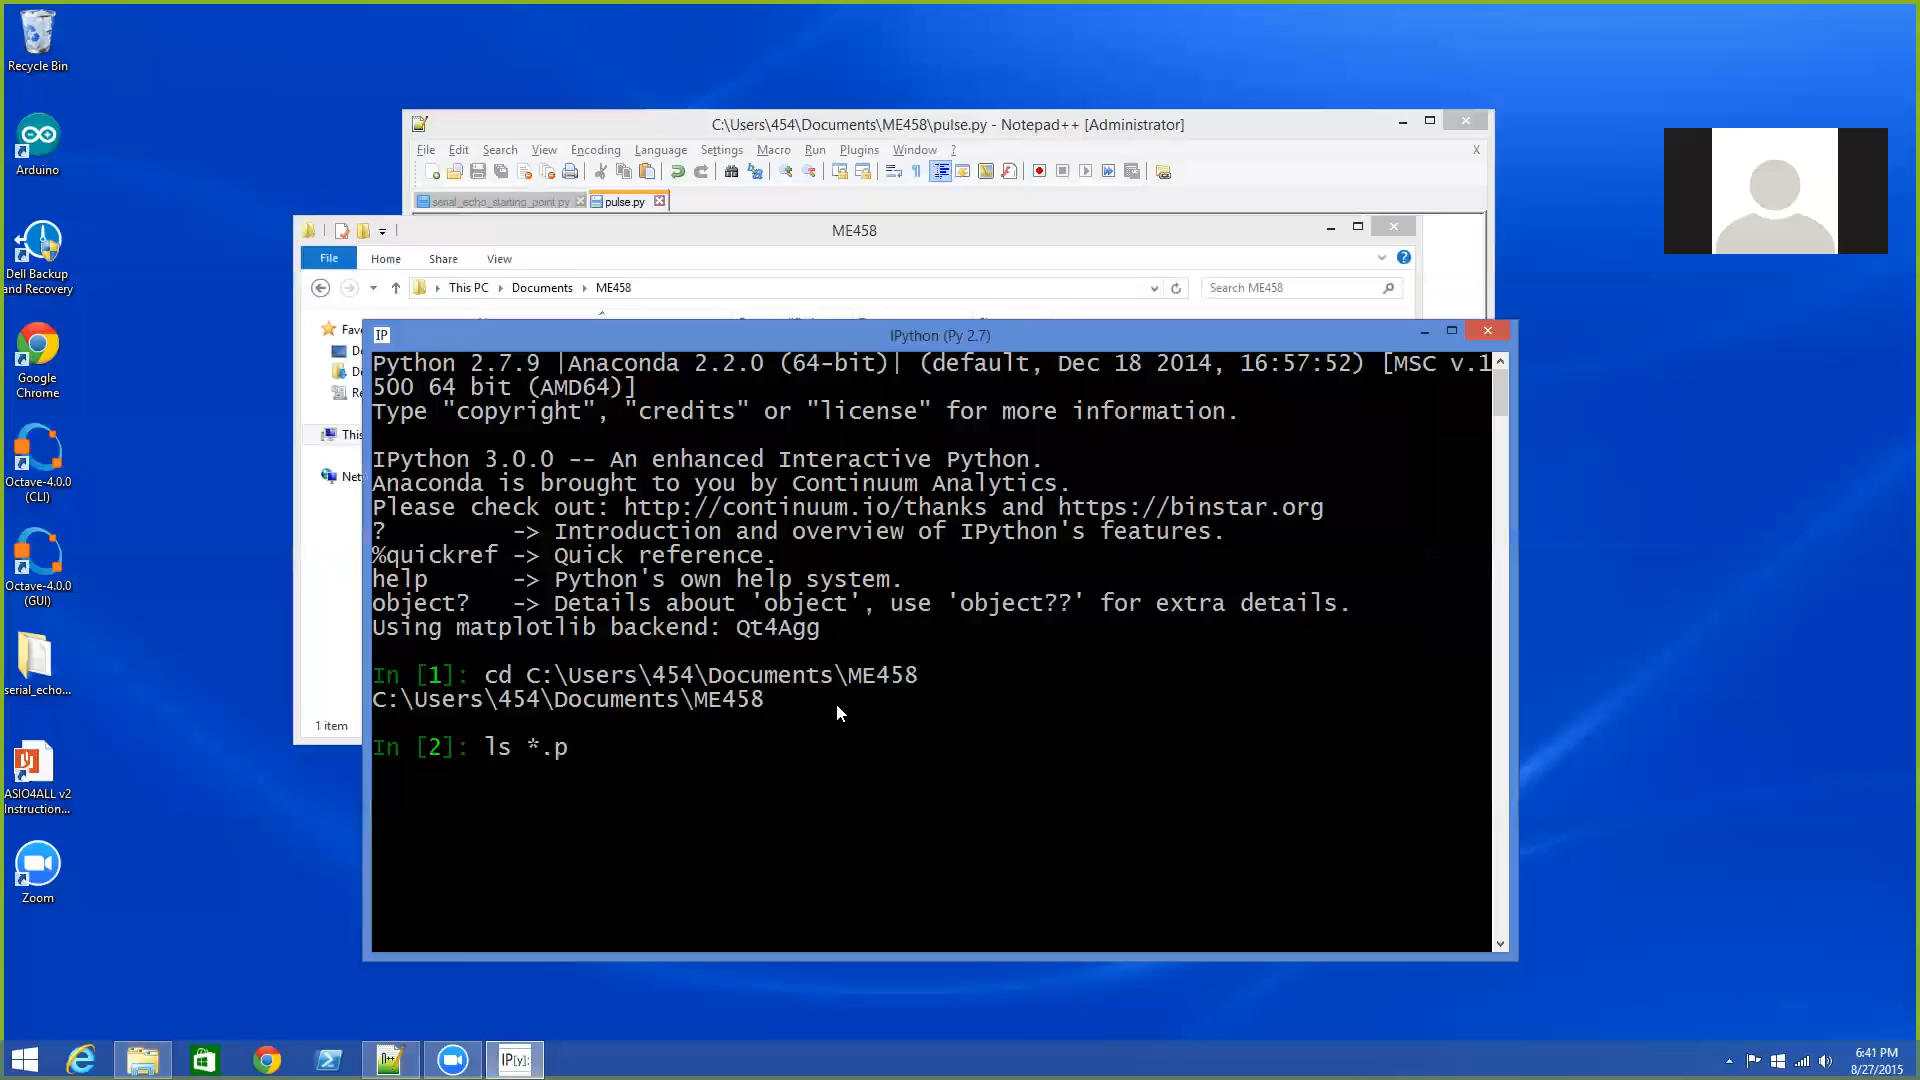 Recycle Bin
Arduino
Dell Backup
and Recovery
Google
Chrome
Octave-4.0.0
(CLI)
Octave-4.0.0
(GUI)
serial_echo...
ASIO4ALL v2
Instruction...
Zoom
C:\Users\454\Documents\ME458\pulse.py - Notepad++ [Administrator]
File Edit Search View Encoding Language Settings Macro Run Plugins Window ? X
serial_echo_starting_point.py pulse.py
ME458
File Home Share View
This PC Documents ME458 Search ME458
Fav
De
Do
Re
This
Net
1 item
IP IPython (Py 2.7)
Python 2.7.9 |Anaconda 2.2.0 (64-bit)| (default, Dec 18 2014, 16:57:52) [MSC v.1
500 64 bit (AMD64)]
Type "copyright", "credits" or "license" for more information.
IPython 3.0.0 -- An enhanced Interactive Python.
Anaconda is brought to you by Continuum Analytics.
Please check out: http://continuum.io/thanks and https://binstar.org
? -> Introduction and overview of IPython's features.
%quickref -> Quick reference.
help -> Python's own help system.
object? -> Details about 'object', use 'object??' for extra details.
Using matplotlib backend: Qt4Agg
In [1]: cd C:\Users\454\Documents\ME458
C:\Users\454\Documents\ME458
In [2]: ls *.p
IP[y]:
6:41 PM
8/27/2015